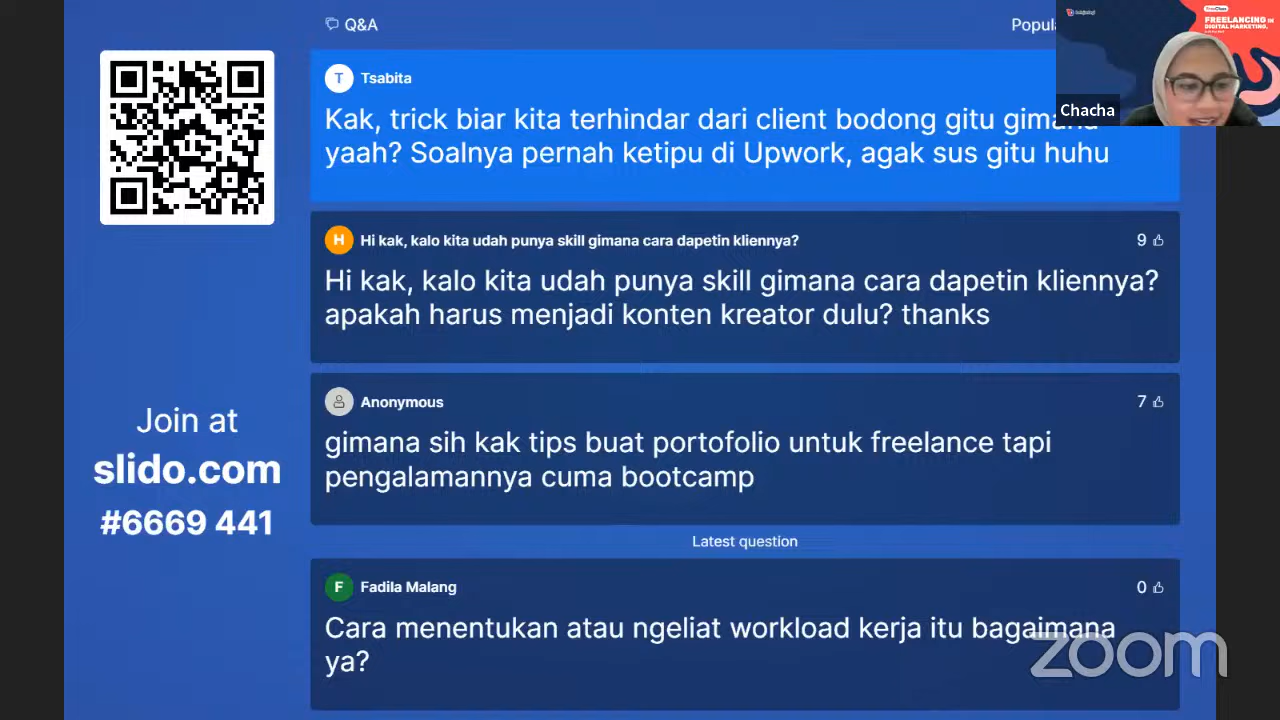 Q&A
T Tsabita
Kak, trick biar kita terhindar dari client bodong gitu
yaah? Soalnya pernah ketipu di Upwork, agak sus gitu huhu
Chacha
FREELANCING IN
DIGITAL MARKETING.
H Hi kak, kalo kita udah punya skill gimana cara dapetin kliennya? 9
Hi kak, kalo kita udah punya skill gimana cara dapetin kliennya?
apakah harus menjadi konten kreator dulu? thanks
Anonymous 7
gimana sih kak tips buat portofolio untuk freelance tapi
pengalamannya cuma bootcamp
Join at
slido.com
#6669 441
Latest question
F Fadila Malang 0
Cara menentukan atau ngeliat workload kerja itu bagaimana
ya?
zoom